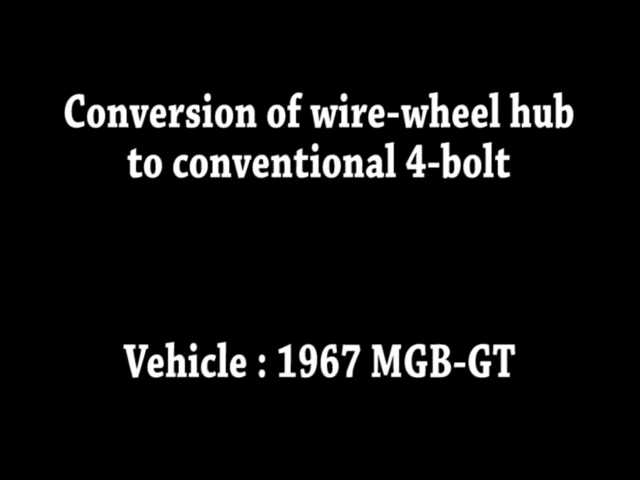 Conversion of wire-wheel hub
to conventional 4-bolt
Vehicle : 1967 MGB-GT